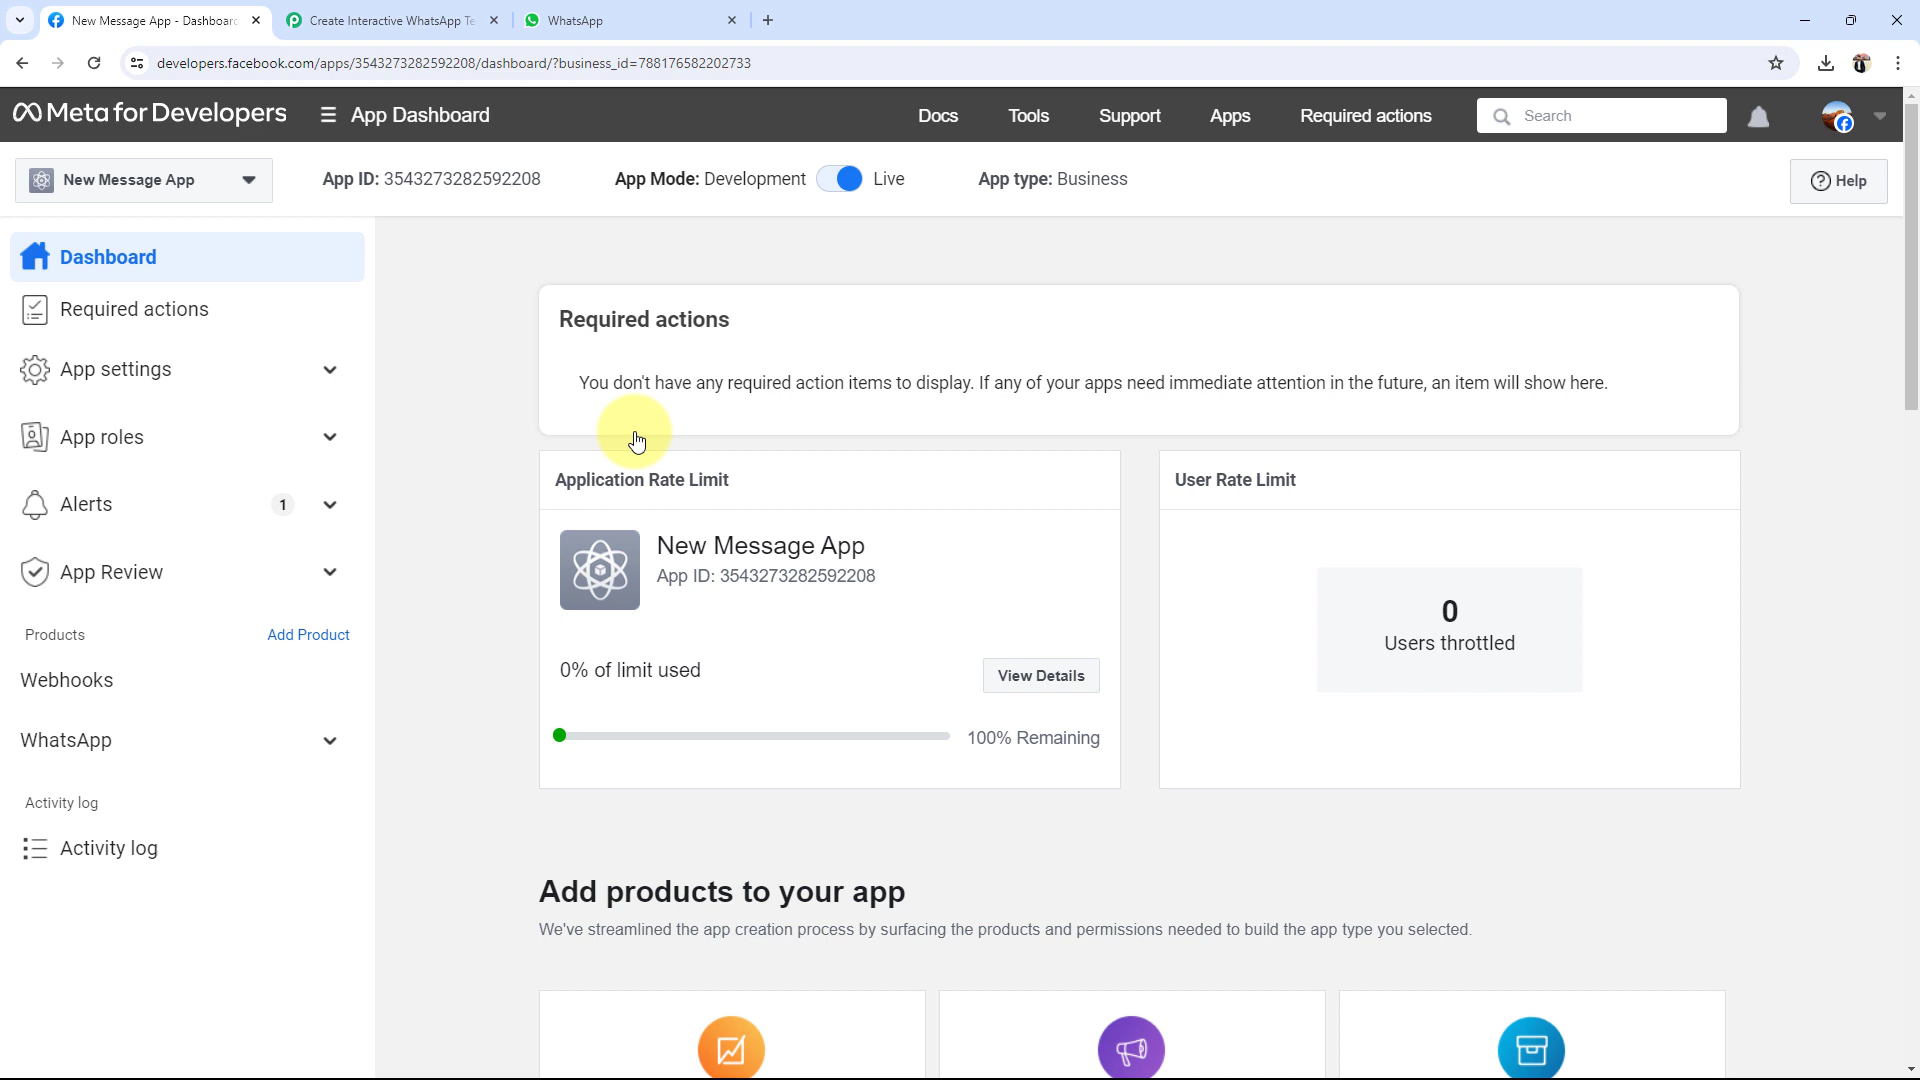 New Message App - Dashboard
Create Interactive WhatsApp Te
WhatsApp
developers.facebook.com/apps/3543273282592208/dashboard/?business_id=788176582202733
Meta for Developers
App Dashboard
Docs
Tools
Support
Apps
Required actions
Search
New Message App
App ID: 3543273282592208
App Mode: Development
Live
App type: Business
Help
Dashboard
Required actions
App settings
App roles
Alerts
1
App Review
Products
Add Product
Webhooks
WhatsApp
Activity log
Activity log
Required actions
You don't have any required action items to display. If any of your apps need immediate attention in the future, an item will show here.
Application Rate Limit
New Message App
App ID: 3543273282592208
0% of limit used
View Details
100% Remaining
User Rate Limit
0
Users throttled
Add products to your app
We've streamlined the app creation process by surfacing the products and permissions needed to build the app type you selected.